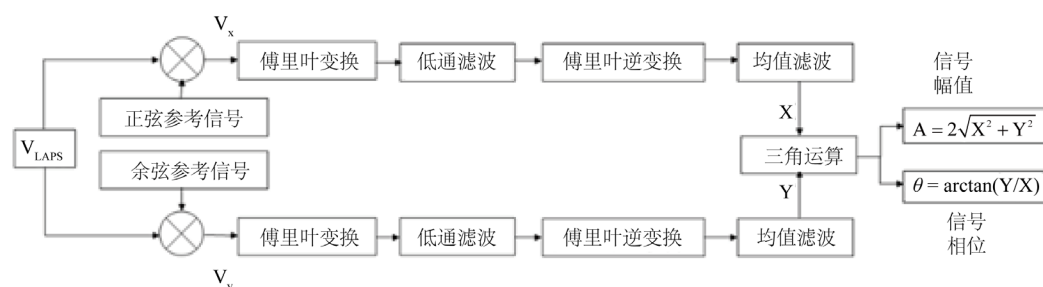 V_x
傅里叶变换
低通滤波
傅里叶逆变换
均值滤波
正弦参考信号
X
信号
幅值
A = 2√(X² + Y²)
V_LAPS
三角运算
余弦参考信号
Y
θ = arctan(Y/X)
傅里叶变换
低通滤波
傅里叶逆变换
均值滤波
信号
相位
V_y